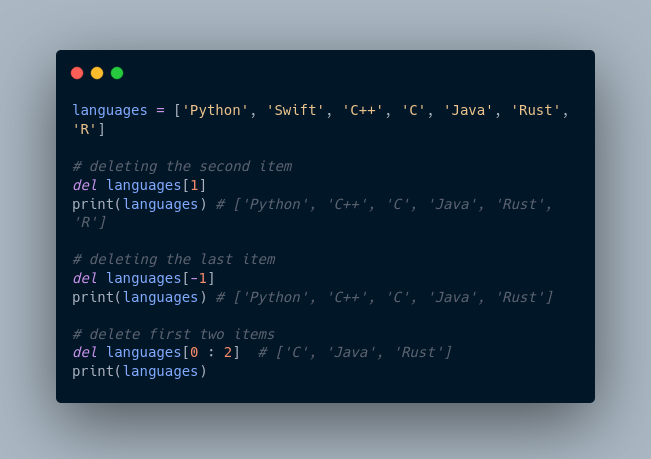 languages = ['Python', 'Swift', 'C++', 'C', 'Java', 'Rust',
'R']
# deleting the second item
del languages[1]
print(languages) # ['Python', 'C++', 'C', 'Java', 'Rust',
'R']
# deleting the last item
del languages[-1]
print(languages) # ['Python', 'C++', 'C', 'Java', 'Rust']
# delete first two items
del languages[0 : 2]  # ['C', 'Java', 'Rust']
print(languages)